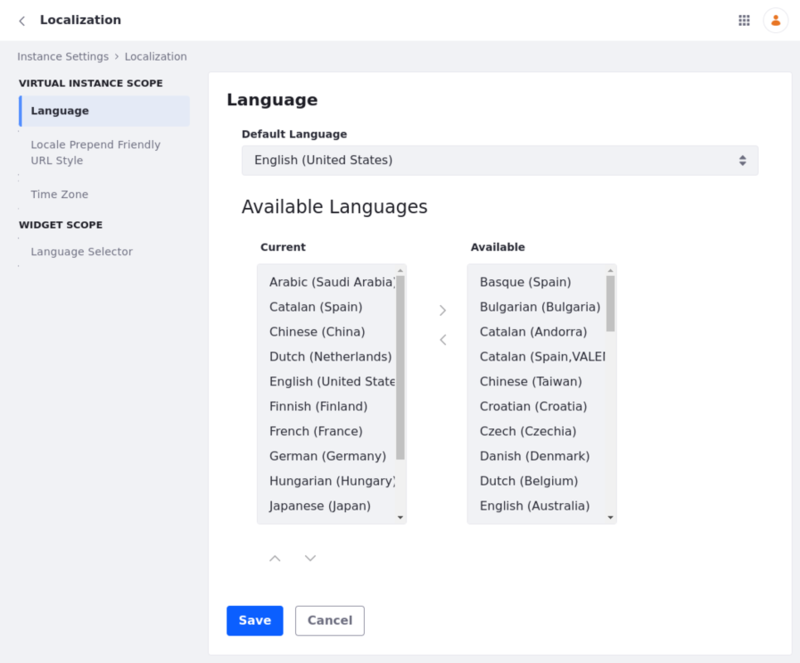 Localization
Instance Settings › Localization
VIRTUAL INSTANCE SCOPE
Language
Locale Prepend Friendly
URL Style
Time Zone
WIDGET SCOPE
Language Selector
Language
Default Language
English (United States)
Available Languages
Current
Arabic (Saudi Arabia)
Catalan (Spain)
Chinese (China)
Dutch (Netherlands)
English (United State
Finnish (Finland)
French (France)
German (Germany)
Hungarian (Hungary)
Japanese (Japan)
Available
Basque (Spain)
Bulgarian (Bulgaria)
Catalan (Andorra)
Catalan (Spain,VALE
Chinese (Taiwan)
Croatian (Croatia)
Czech (Czechia)
Danish (Denmark)
Dutch (Belgium)
English (Australia)
Save
Cancel